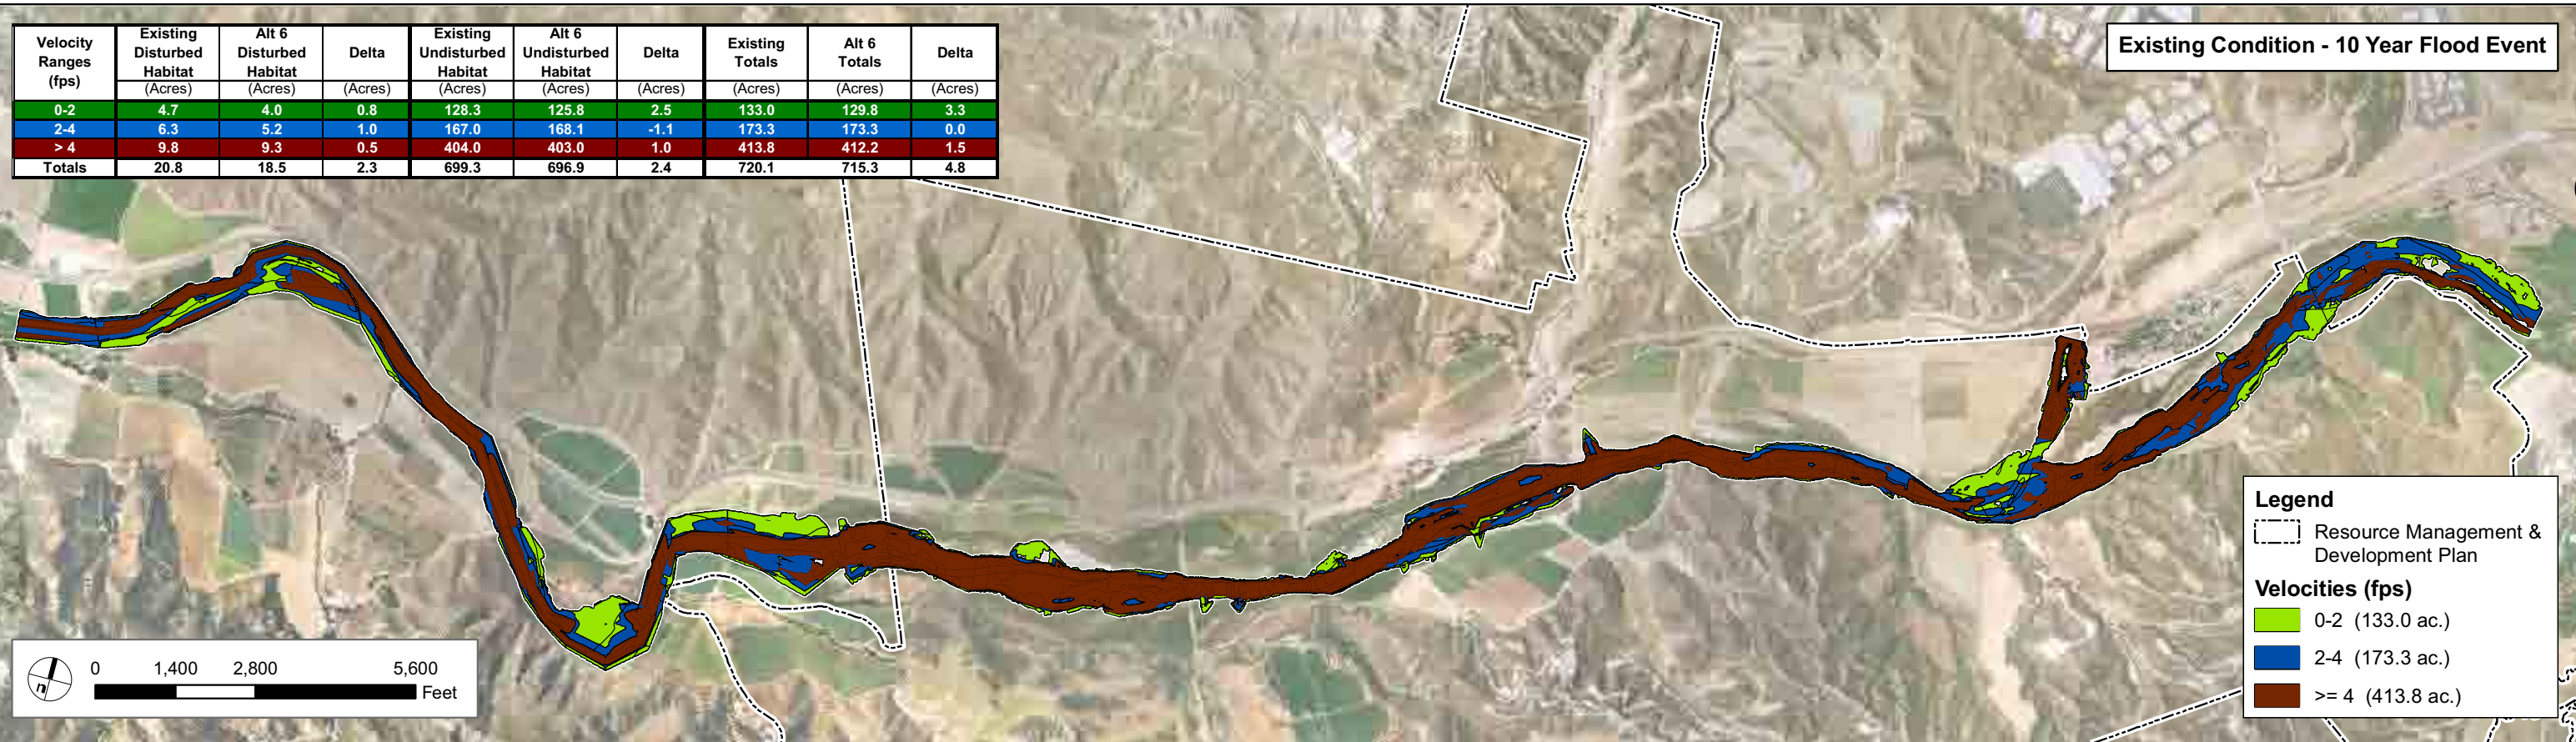 Velocity Ranges (fps) | Existing Disturbed Habitat | Alt 6 Disturbed Habitat | Delta | Existing Undisturbed Habitat | Alt 6 Undisturbed Habitat | Delta | Existing Totals | Alt 6 Totals | Delta
(Acres) (Acres) (Acres) (Acres) (Acres) (Acres) (Acres) (Acres) (Acres)
0-2 4.7 4.0 0.8 128.3 125.8 2.5 133.0 129.8 3.3
2-4 6.3 5.2 1.0 167.0 168.1 -1.1 173.3 173.3 0.0
> 4 9.8 9.3 0.5 404.0 403.0 1.0 413.8 412.2 1.5
Totals 20.8 18.5 2.3 699.3 696.9 2.4 720.1 715.3 4.8
Existing Condition - 10 Year Flood Event
n
0 1,400 2,800 5,600
Feet
Legend
Resource Management &
Development Plan
Velocities (fps)
0-2 (133.0 ac.)
2-4 (173.3 ac.)
>= 4 (413.8 ac.)